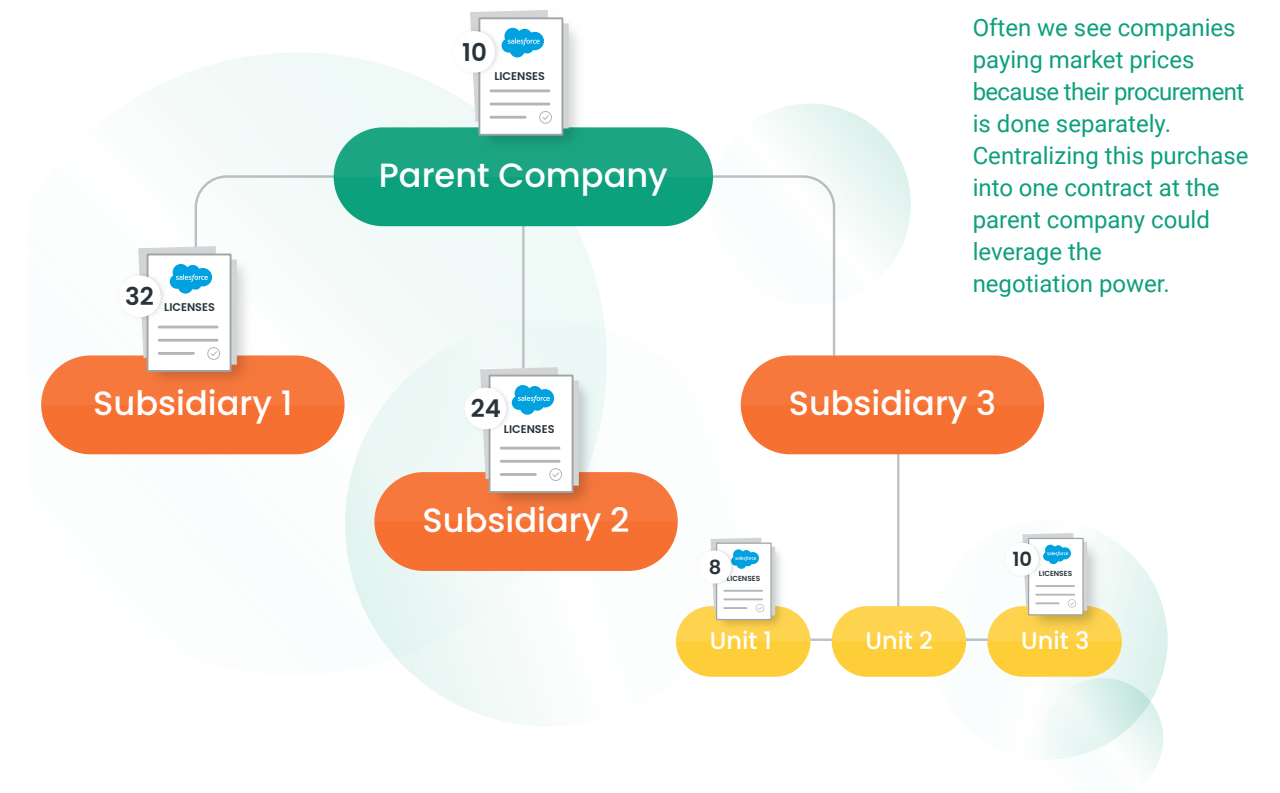 10
salesforce
LICENSES
Parent Company
Often we see companies
paying market prices
because their procurement
is done separately.
Centralizing this purchase
into one contract at the
parent company could
leverage the
negotiation power.
32
salesforce
LICENSES
Subsidiary 1
24
salesforce
LICENSES
Subsidiary 2
Subsidiary 3
8
salesforce
LICENSES
Unit 1
Unit 2
10
salesforce
LICENSES
Unit 3